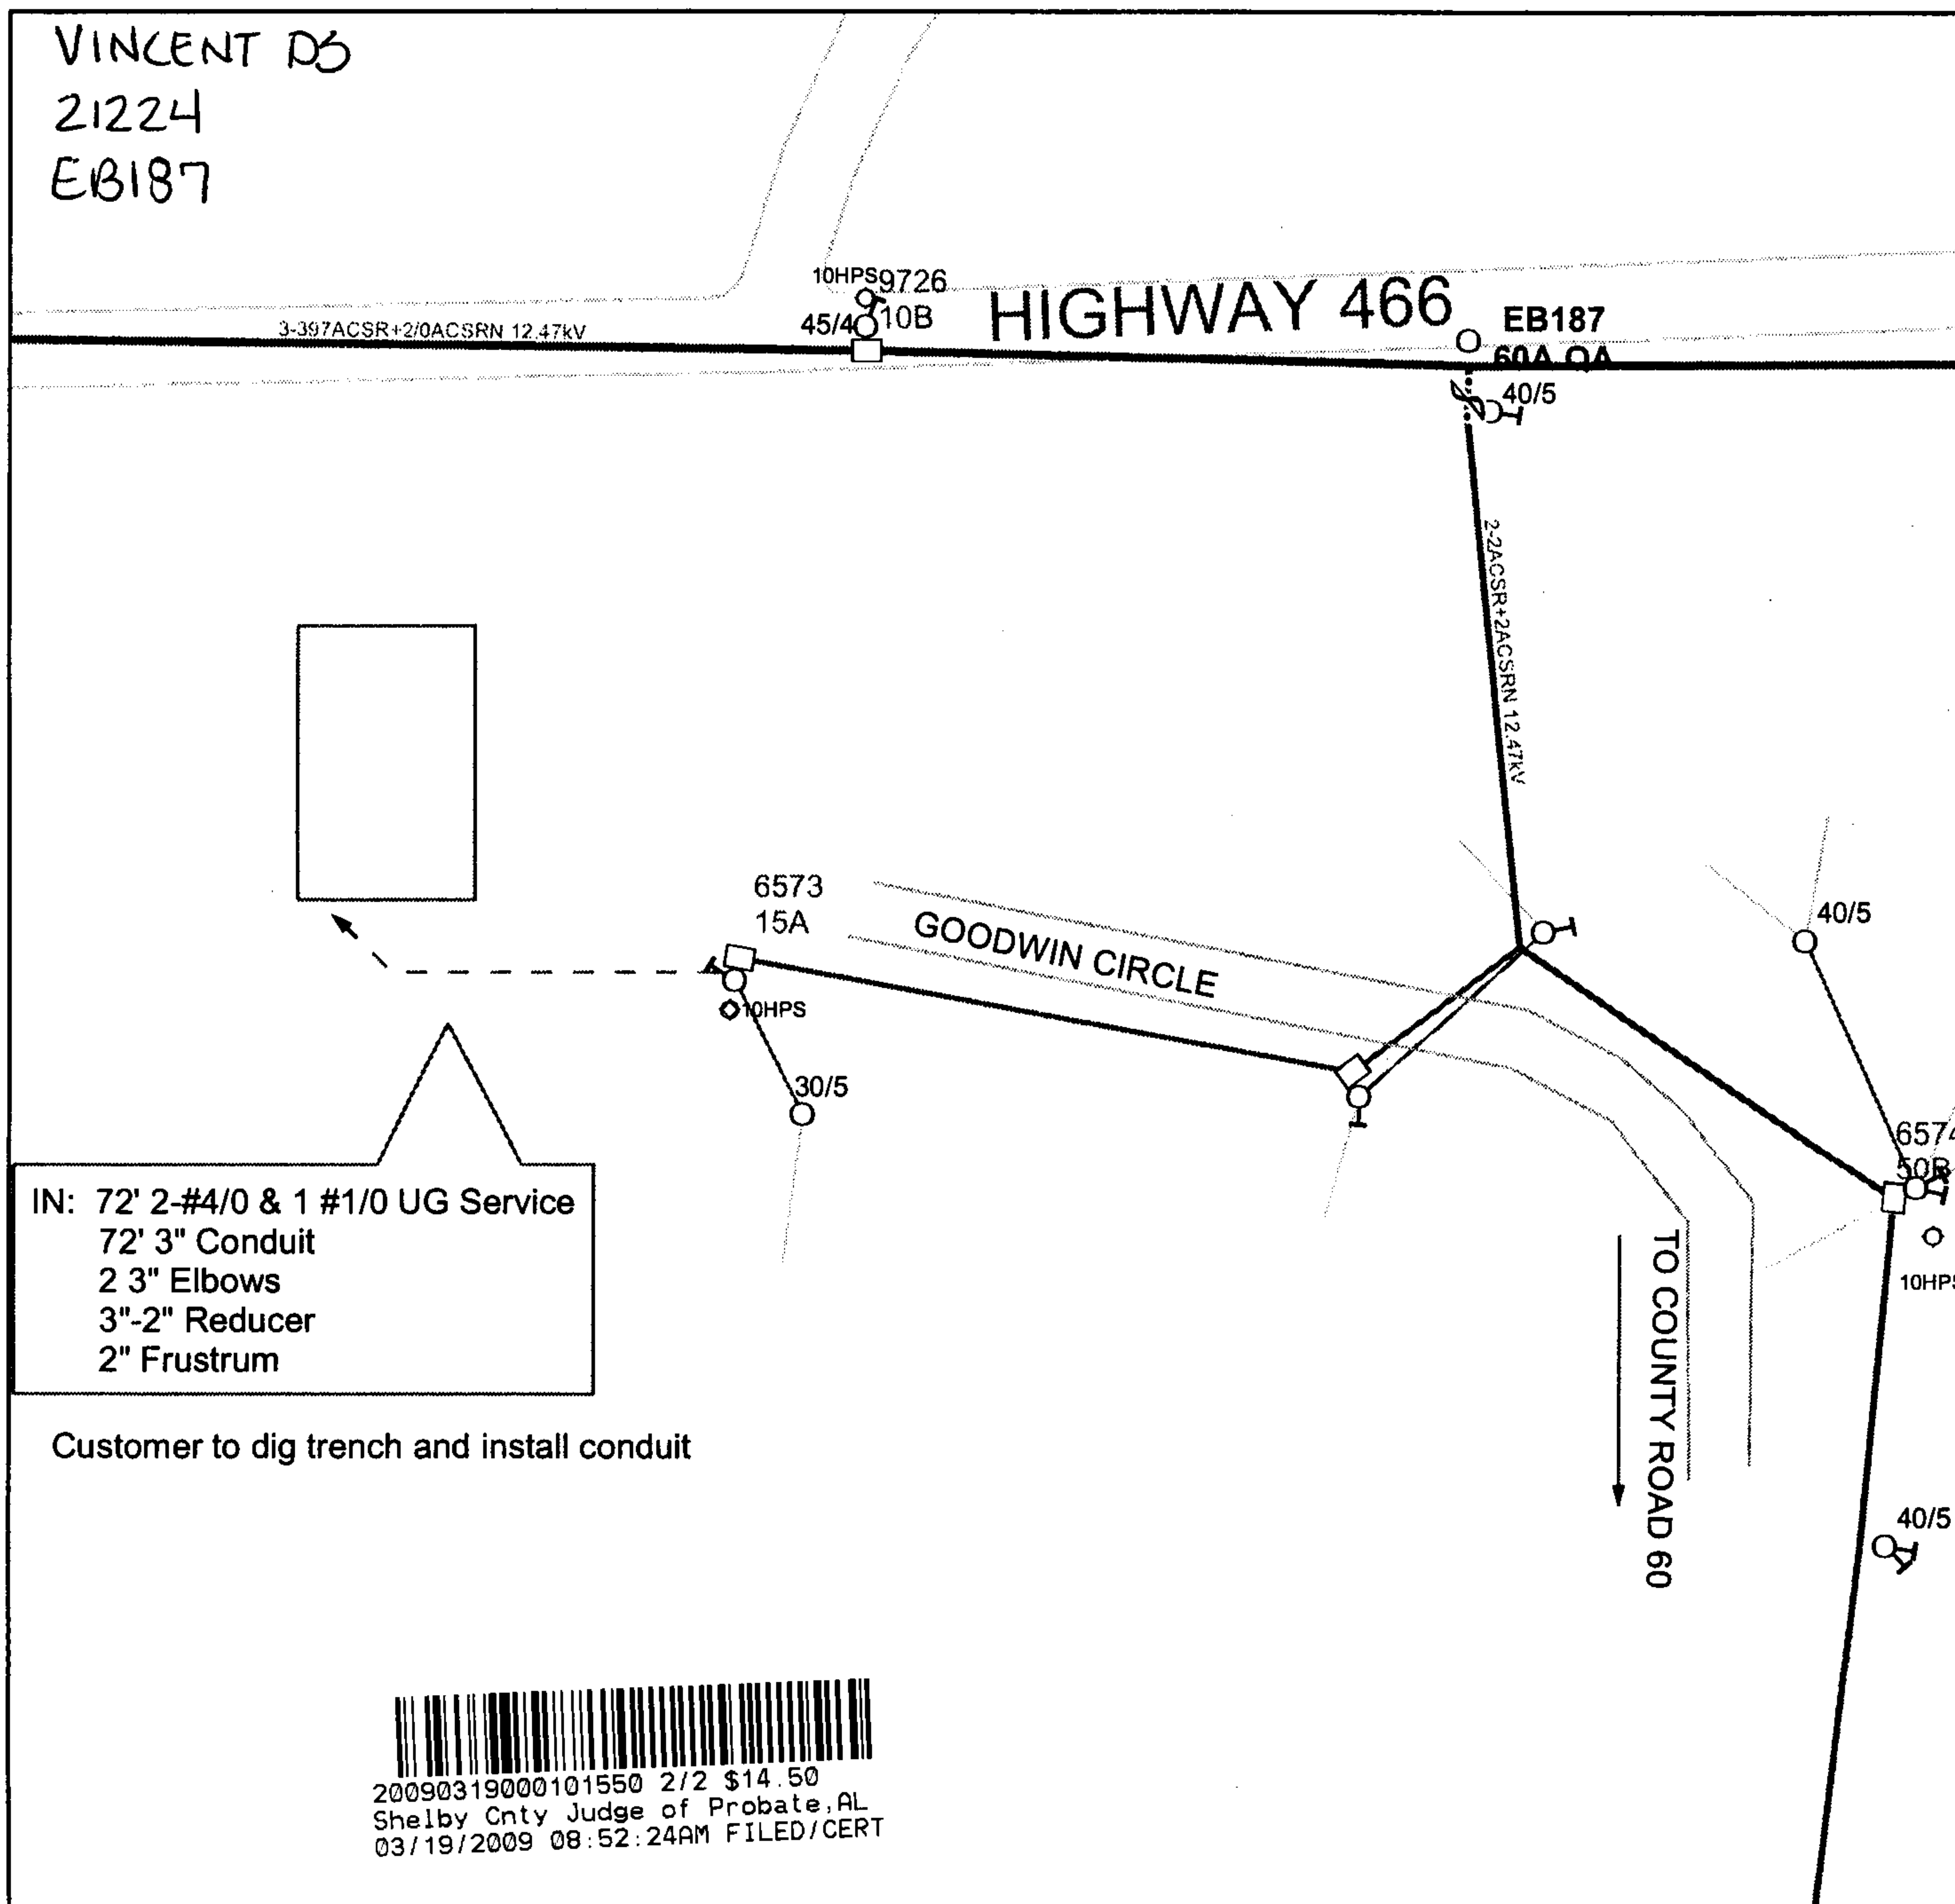 VINCENT DS
21224
EB187
10HPS 9726
45/4 10B
HIGHWAY 466
3-397ACSR+2/0ACSRN 12.47kV
EB187
60A QA
40/5
2-2ACSR+2ACSRN 12.47kV
6573
15A
GOODWIN CIRCLE
40/5
10HPS
30/5
6574
50B
10HPS
IN: 72' 2-#4/0 & 1 #1/0 UG Service
72' 3" Conduit
2 3" Elbows
3"-2" Reducer
2" Frustrum
TO COUNTY ROAD 60
Customer to dig trench and install conduit
40/5
20090319000101550 2/2 $14.50
Shelby Cnty Judge of Probate,AL
03/19/2009 08:52:24AM FILED/CERT